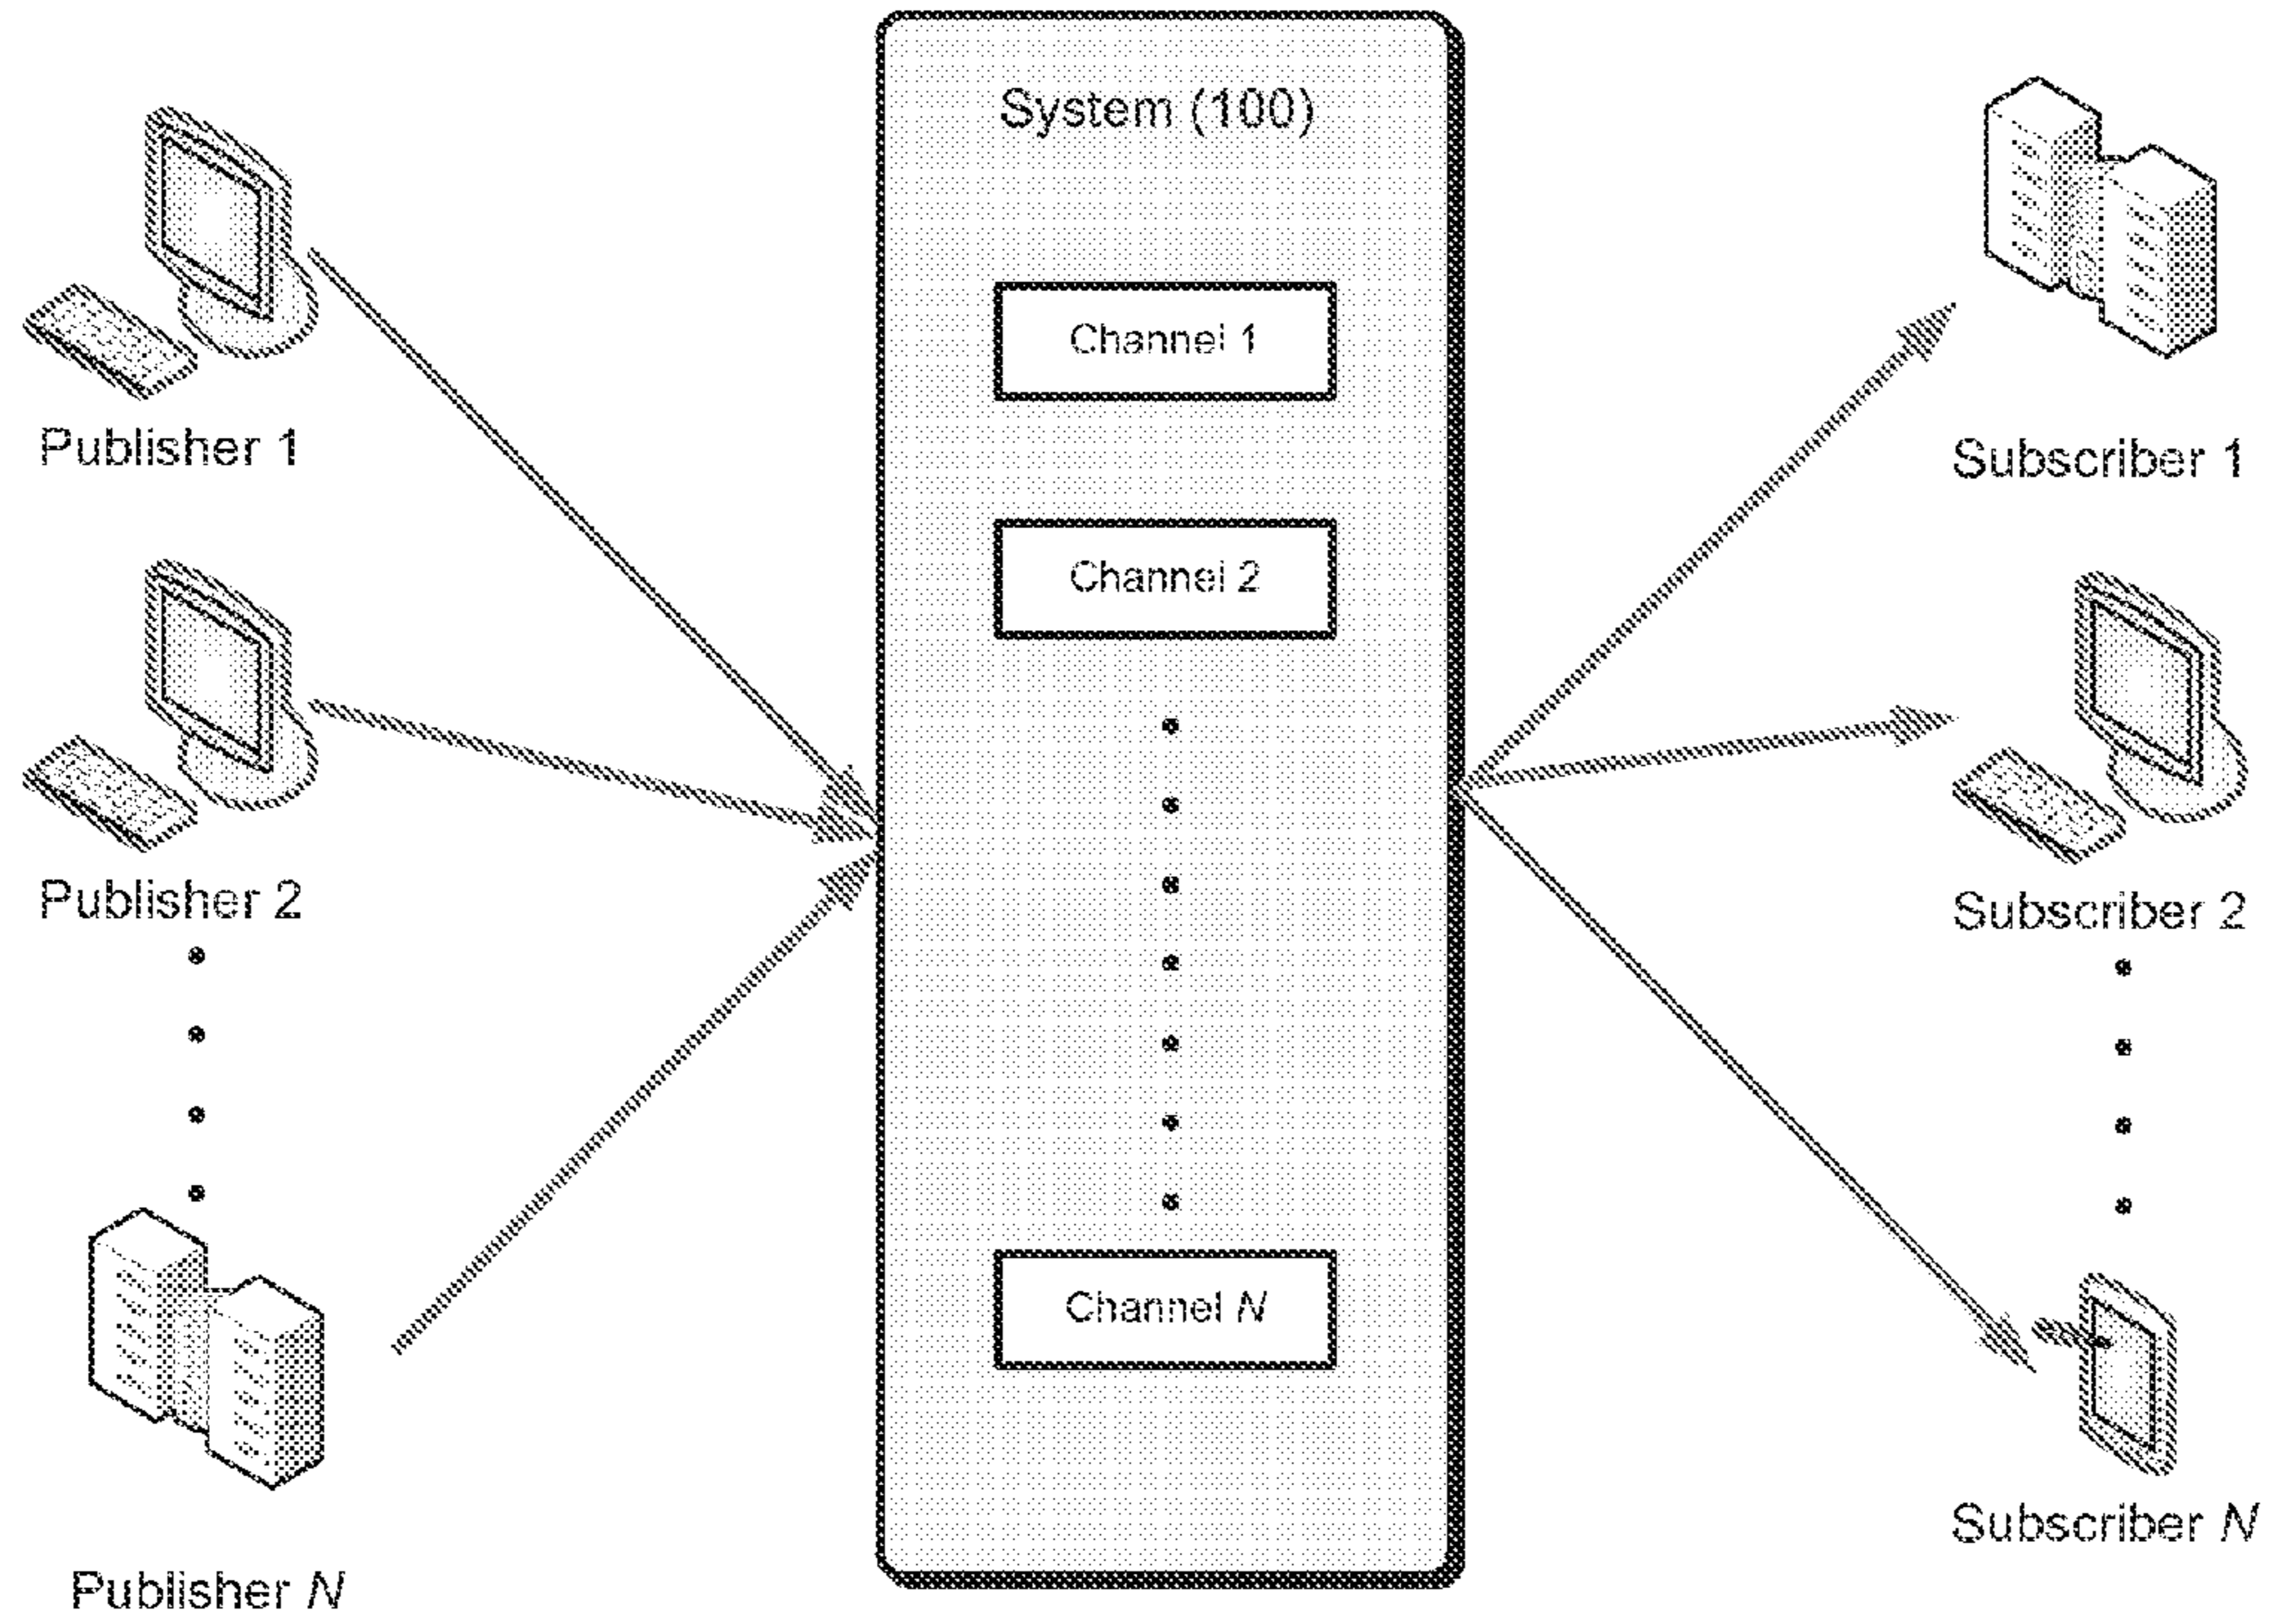 System (100)
Channel 1
Channel 2
Channel N
Publisher 1
Publisher 2
Publisher N
Subscriber 1
Subscriber 2
Subscriber N